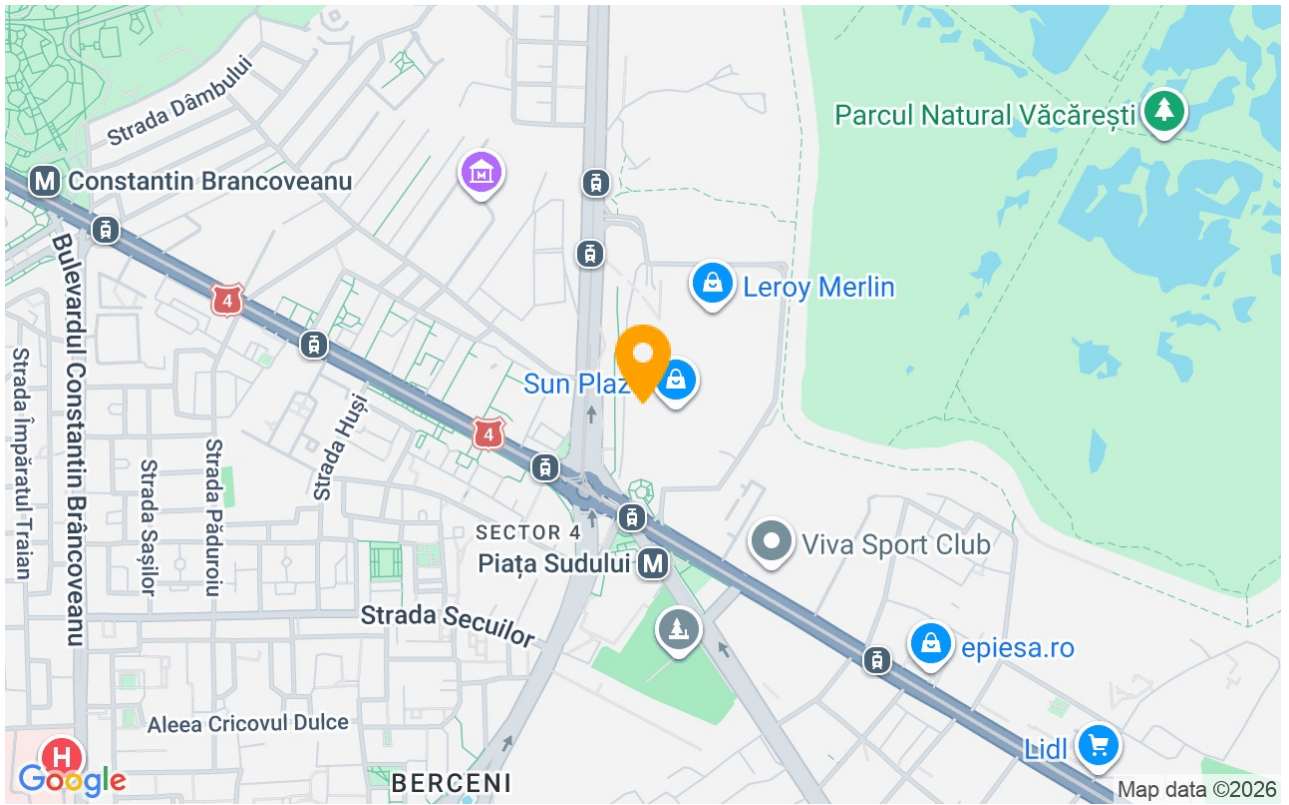 Strada Dâmbului
Parcul Natural Văcărești
M Constantin Brancoveanu
Leroy Merlin
4
Bulevardul Constantin Brâncoveanu
Strada Împăratul Traian
Sun Plaz
4
Strada Huși
Strada Păduroiu
Strada Sașilor
SECTOR 4
Piața Sudului M
Viva Sport Club
Strada Secuilor
epiesa.ro
Aleea Cricovul Dulce
H
Lidl
Google
BERCENI
Map data ©2026